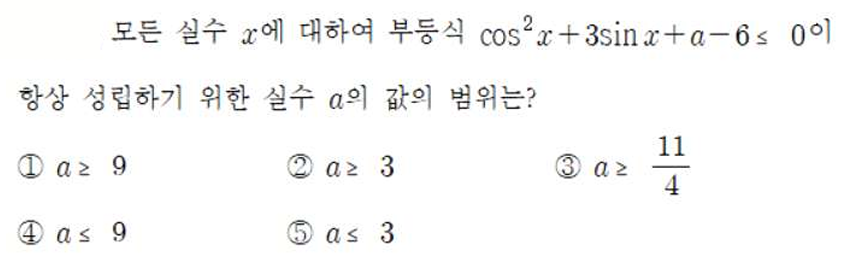 모든 실수 x에 대하여 부등식 cos²x+3sinx+a-6≤ 0이
항상 성립하기 위한 실수 a의 값의 범위는?
① a≥ 9 ② a≥ 3 ③ a≥ 11/4
④ a≤ 9 ⑤ a≤ 3